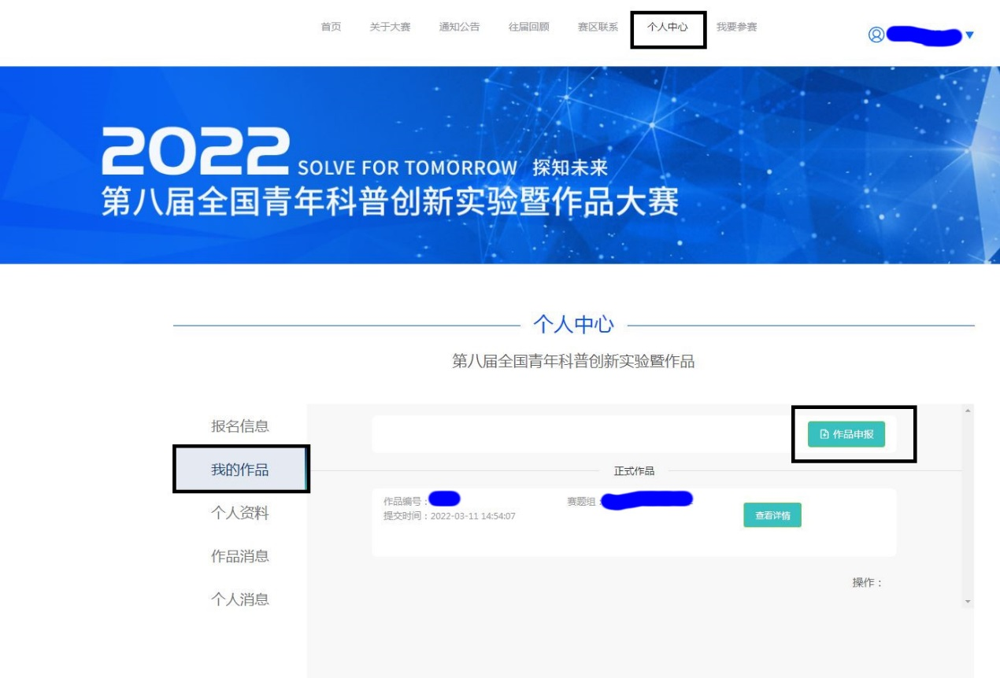 首页 关于大赛 通知公告 往届回顾 赛区联系 个人中心 我要参赛
2022 SOLVE FOR TOMORROW 探知未来
第八届全国青年科普创新实验暨作品大赛
个人中心
第八届全国青年科普创新实验暨作品
报名信息
作品申报
我的作品
正式作品
作品编号：
赛题组：
提交时间：2022-03-11 14:54:07
查看详情
个人资料
作品消息
操作：
个人消息